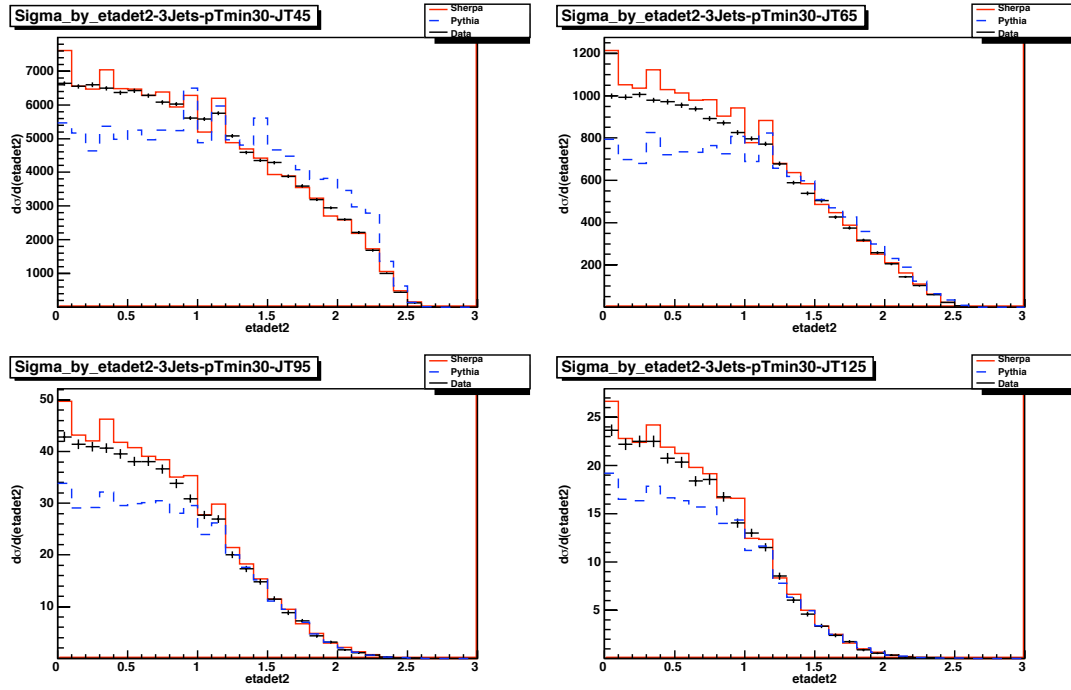 Sigma_by_etadet2-3Jets-pTmin30-JT45
Sherpa
Pythia
Data
dσ/d(etadet2)
7000
6000
5000
4000
3000
2000
1000
0 0.5 1 1.5 2 2.5 3
etadet2
Sigma_by_etadet2-3Jets-pTmin30-JT65
Sherpa
Pythia
Data
dσ/d(etadet2)
1200
1000
800
600
400
200
0 0.5 1 1.5 2 2.5 3
etadet2
Sigma_by_etadet2-3Jets-pTmin30-JT95
Sherpa
Pythia
Data
dσ/d(etadet2)
50
40
30
20
10
0 0.5 1 1.5 2 2.5 3
etadet2
Sigma_by_etadet2-3Jets-pTmin30-JT125
Sherpa
Pythia
Data
dσ/d(etadet2)
25
20
15
10
5
0 0.5 1 1.5 2 2.5 3
etadet2